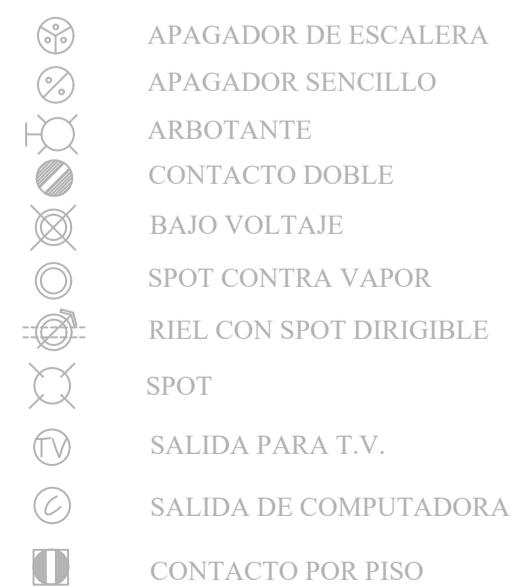 APAGADOR DE ESCALERA
APAGADOR SENCILLO
ARBOTANTE
CONTACTO DOBLE
BAJO VOLTAJE
SPOT CONTRA VAPOR
RIEL CON SPOT DIRIGIBLE
SPOT
TV SALIDA PARA T.V.
C SALIDA DE COMPUTADORA
CONTACTO POR PISO